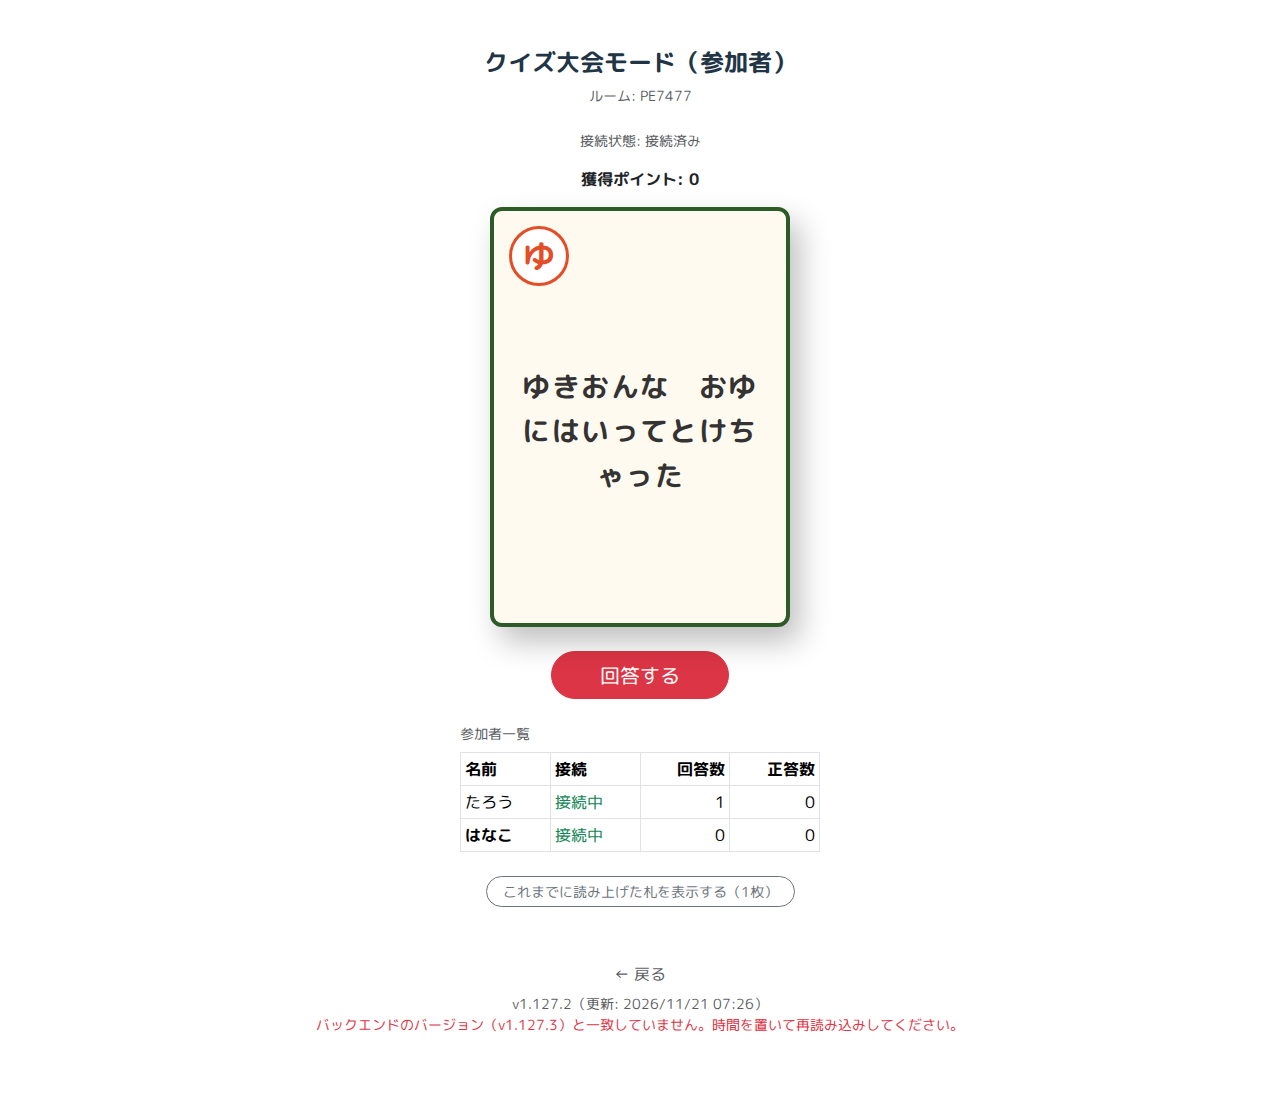 クイズ大会モード（参加者）
ルーム: PE7477
接続状態: 接続済み
獲得ポイント: 0
ゆ
ゆきおんな　おゆ
にはいってとけち
ゃった
回答する
参加者一覧
名前 接続 回答数 正答数
たろう 接続中 1 0
はなこ 接続中 0 0
これまでに読み上げた札を表示する（1枚）
← 戻る
v1.127.2（更新: 2026/11/21 07:26）
バックエンドのバージョン（v1.127.3）と一致していません。時間を置いて再読み込みしてください。